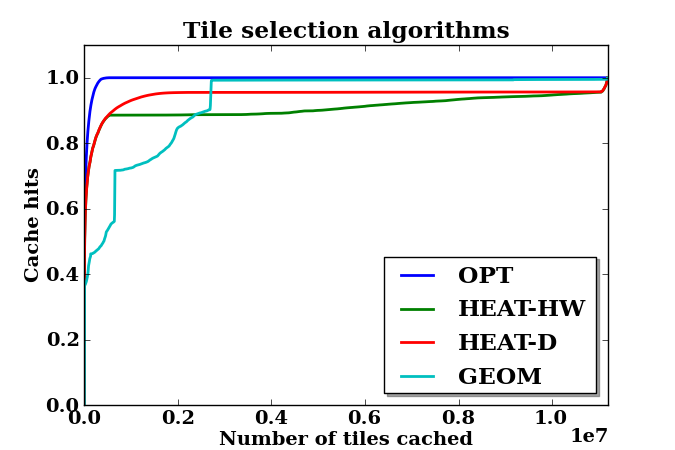 Tile selection algorithms
Cache hits
1.0
0.8
0.6
0.4
0.2
0.0
OPT
HEAT-HW
HEAT-D
GEOM
0.0 0.2 0.4 0.6 0.8 1.0
1e7
Number of tiles cached